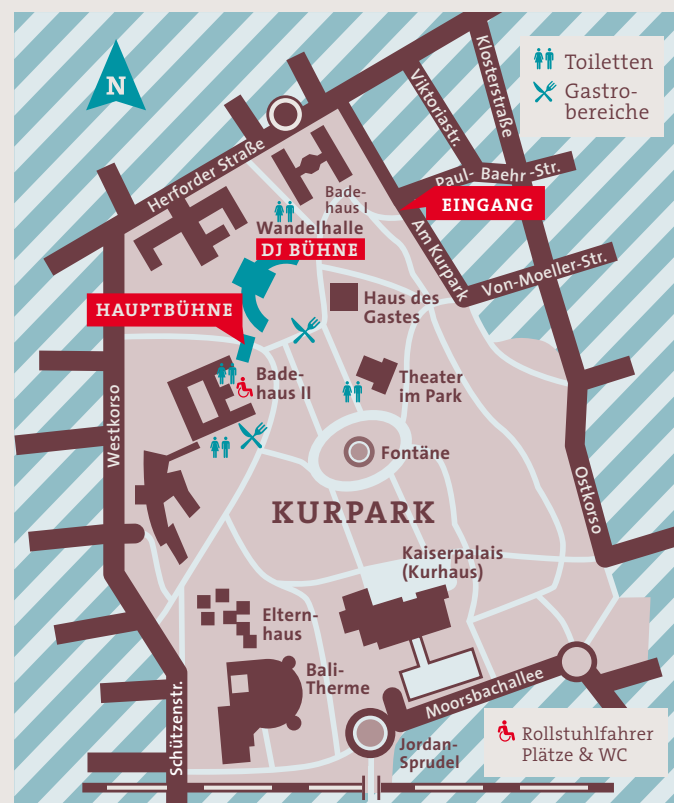 N
Toiletten
Gastro-
bereiche
Klosterstraße
Viktoriastr.
Herforder Straße
Paul- Baehr -Str.
Bade-
haus I
EINGANG
Wandelhalle
DJ BÜHNE
Am Kurpark
Von-Moeller-Str.
HAUPTBÜHNE
Haus des
Gastes
Bade-
haus II
Theater
im Park
Westkorso
Fontäne
Ostkorso
KURPARK
Kaiserpalais
(Kurhaus)
Eltern-
haus
Bali-
Therme
Moorsbachallee
Schützenstr.
Jordan-
Sprudel
Rollstuhlfahrer
Plätze & WC